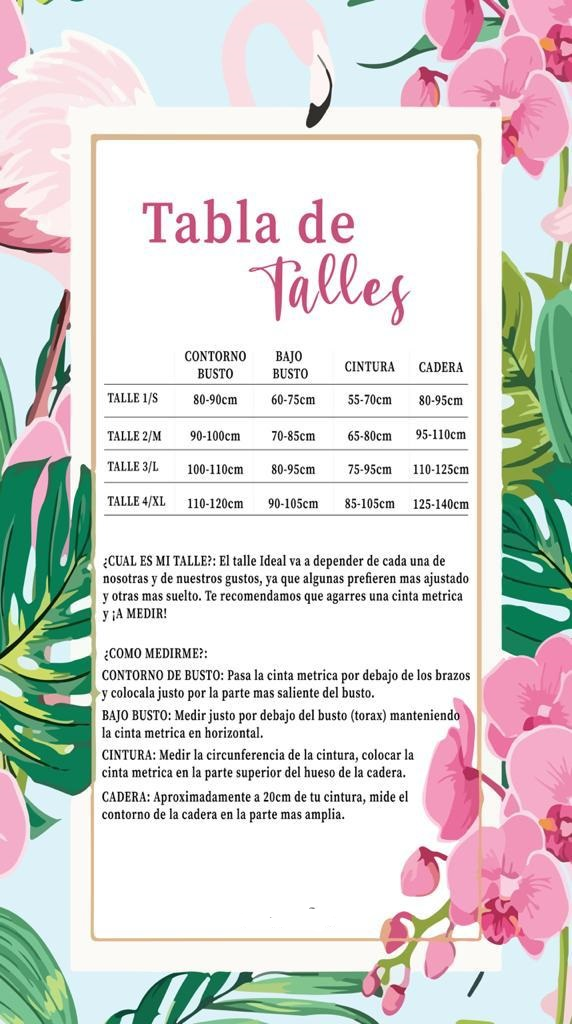 Tabla de
Talles
CONTORNO BUSTO BAJO BUSTO CINTURA CADERA
TALLE 1/S 80-90cm 60-75cm 55-70cm 80-95cm
TALLE 2/M 90-100cm 70-85cm 65-80cm 95-110cm
TALLE 3/L 100-110cm 80-95cm 75-95cm 110-125cm
TALLE 4/XL 110-120cm 90-105cm 85-105cm 125-140cm
¿CUAL ES MI TALLE?: El talle Ideal va a depender de cada una de
nosotras y de nuestros gustos, ya que algunas prefieren mas ajustado
y otras mas suelto. Te recomendamos que agarres una cinta metrica
y ¡A MEDIR!
¿COMO MEDIRME?:
CONTORNO DE BUSTO: Pasa la cinta metrica por debajo de los brazos
y colocala justo por la parte mas saliente del busto.
BAJO BUSTO: Medir justo por debajo del busto (torax) manteniendo
la cinta metrica en horizontal.
CINTURA: Medir la circunferencia de la cintura, colocar la
cinta metrica en la parte superior del hueso de la cadera.
CADERA: Aproximadamente a 20cm de tu cintura, mide el
contorno de la cadera en la parte mas amplia.